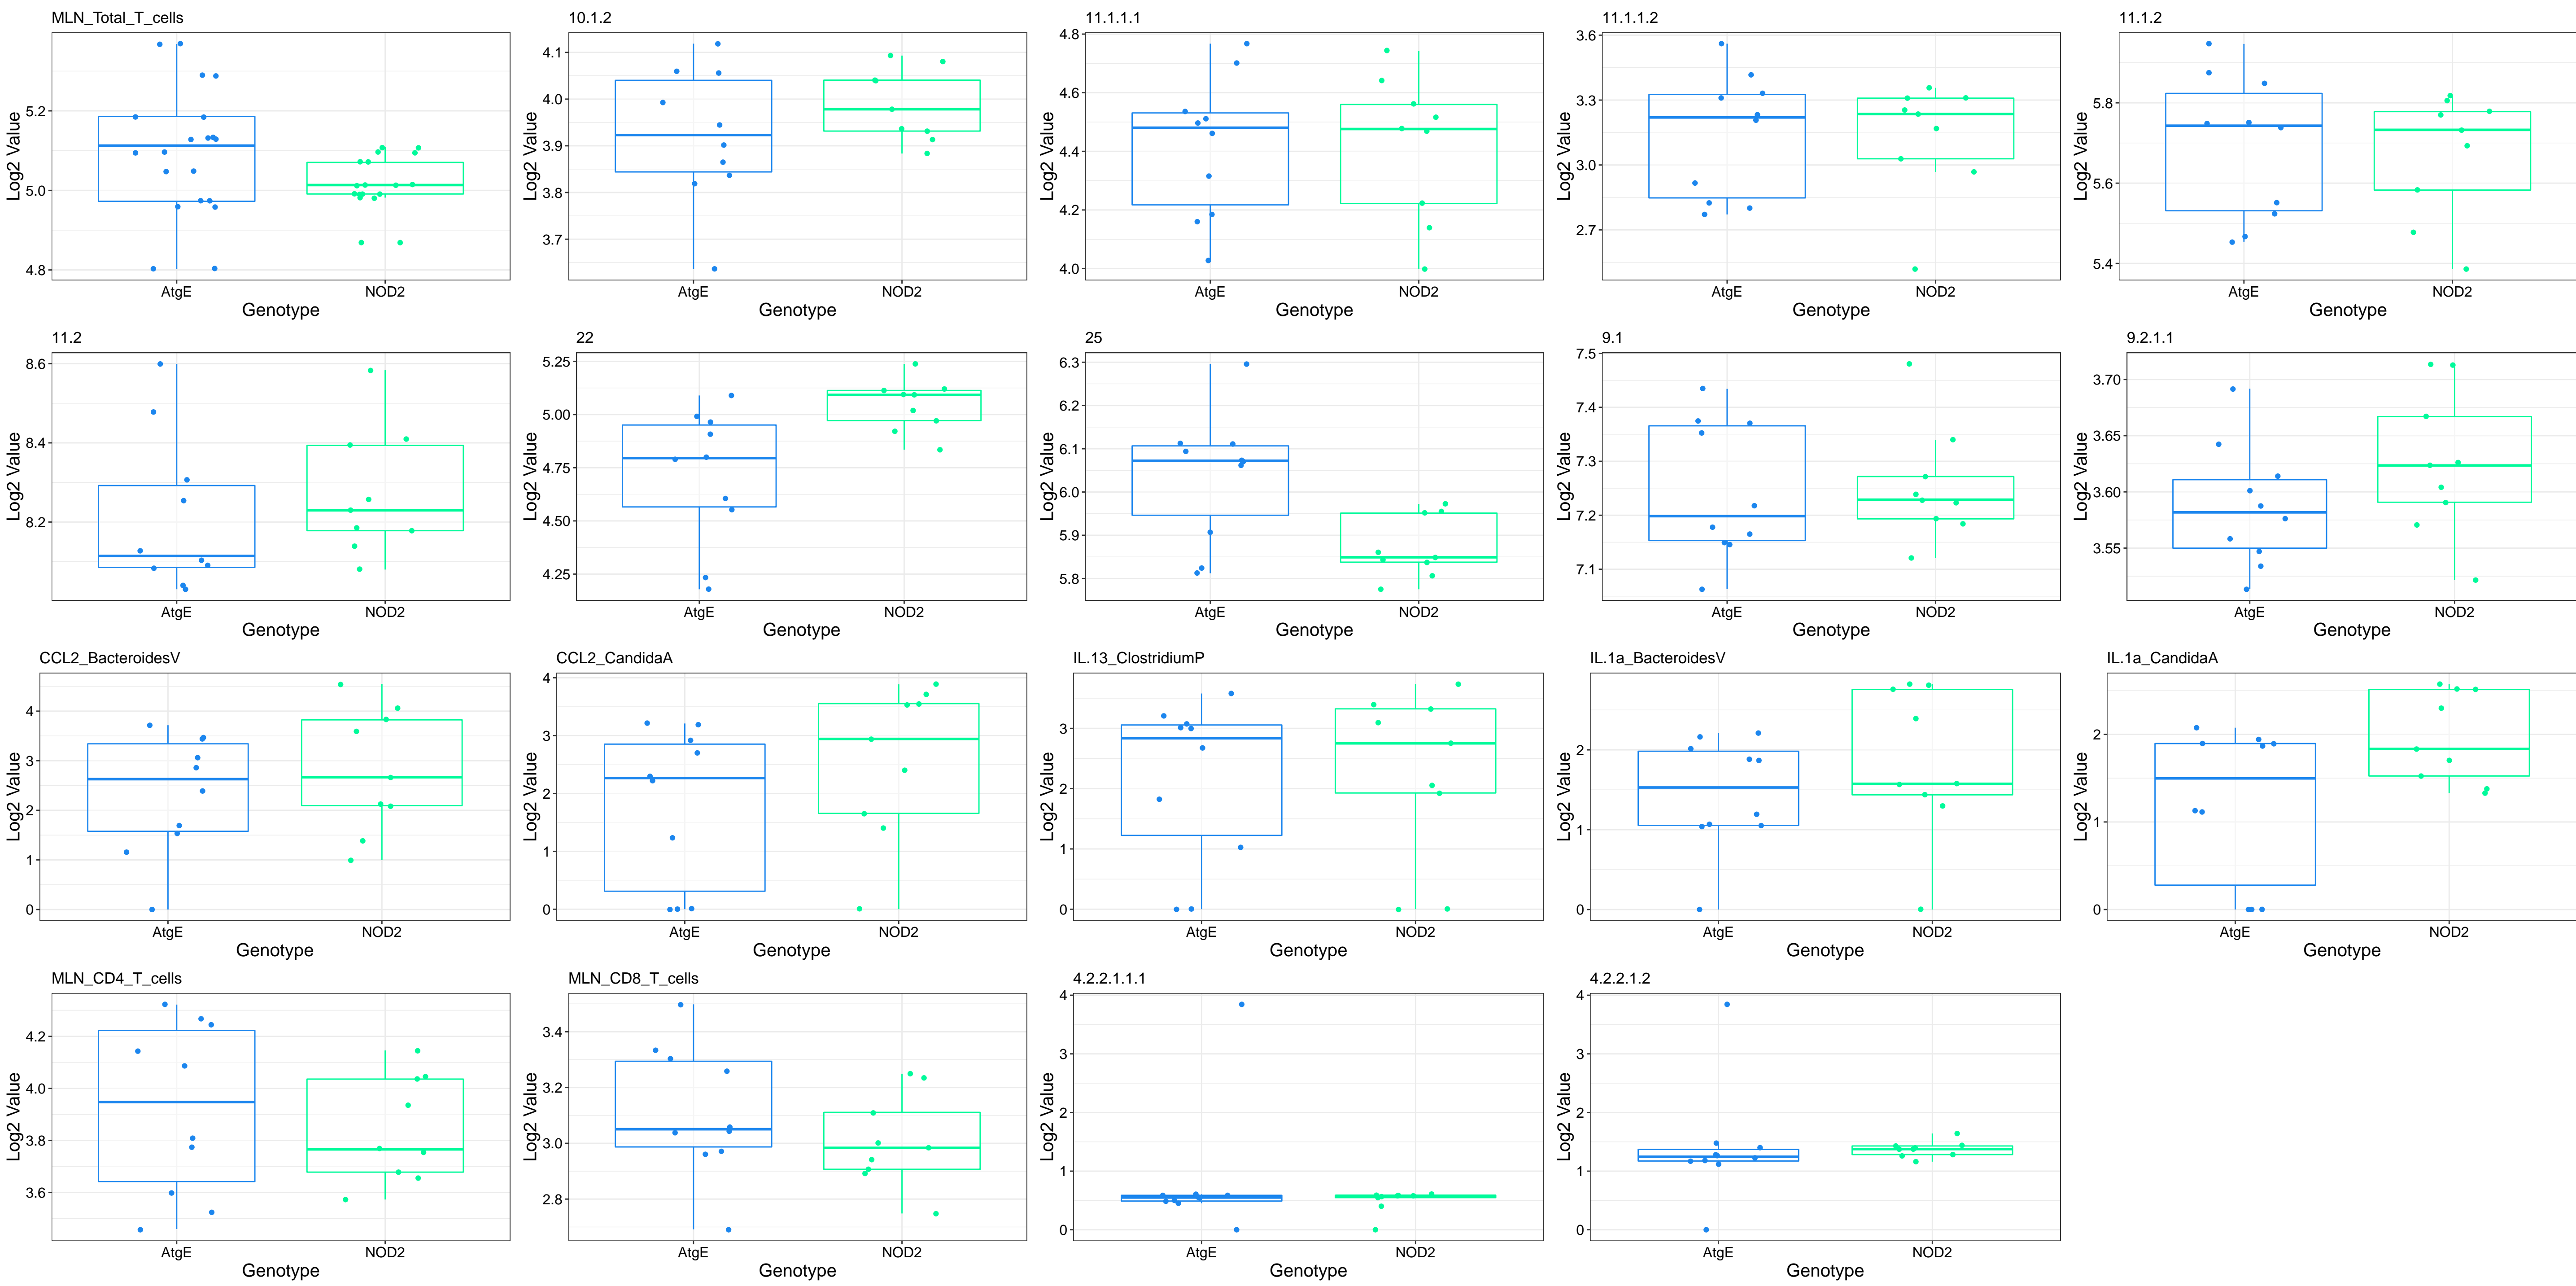 MLN_Total_T_cells
Log2 Value
5.2
5.0
4.8
AtgE NOD2
Genotype
10.1.2
Log2 Value
4.1
4.0
3.9
3.8
3.7
AtgE NOD2
Genotype
11.1.1.1
Log2 Value
4.8
4.6
4.4
4.2
4.0
AtgE NOD2
Genotype
11.1.1.2
Log2 Value
3.6
3.3
3.0
2.7
AtgE NOD2
Genotype
11.1.2
Log2 Value
5.8
5.6
5.4
AtgE NOD2
Genotype
11.2
Log2 Value
8.6
8.4
8.2
AtgE NOD2
Genotype
22
Log2 Value
5.25
5.00
4.75
4.50
4.25
AtgE NOD2
Genotype
25
Log2 Value
6.3
6.2
6.1
6.0
5.9
5.8
AtgE NOD2
Genotype
9.1
Log2 Value
7.5
7.4
7.3
7.2
7.1
AtgE NOD2
Genotype
9.2.1.1
Log2 Value
3.70
3.65
3.60
3.55
AtgE NOD2
Genotype
CCL2_BacteroidesV
Log2 Value
4
3
2
1
0
AtgE NOD2
Genotype
CCL2_CandidaA
Log2 Value
4
3
2
1
0
AtgE NOD2
Genotype
IL.13_ClostridiumP
Log2 Value
3
2
1
0
AtgE NOD2
Genotype
IL.1a_BacteroidesV
Log2 Value
2
1
0
AtgE NOD2
Genotype
IL.1a_CandidaA
Log2 Value
2
1
0
AtgE NOD2
Genotype
MLN_CD4_T_cells
Log2 Value
4.2
4.0
3.8
3.6
AtgE NOD2
Genotype
MLN_CD8_T_cells
Log2 Value
3.4
3.2
3.0
2.8
AtgE NOD2
Genotype
4.2.2.1.1.1
Log2 Value
4
3
2
1
0
AtgE NOD2
Genotype
4.2.2.1.2
Log2 Value
4
3
2
1
0
AtgE NOD2
Genotype